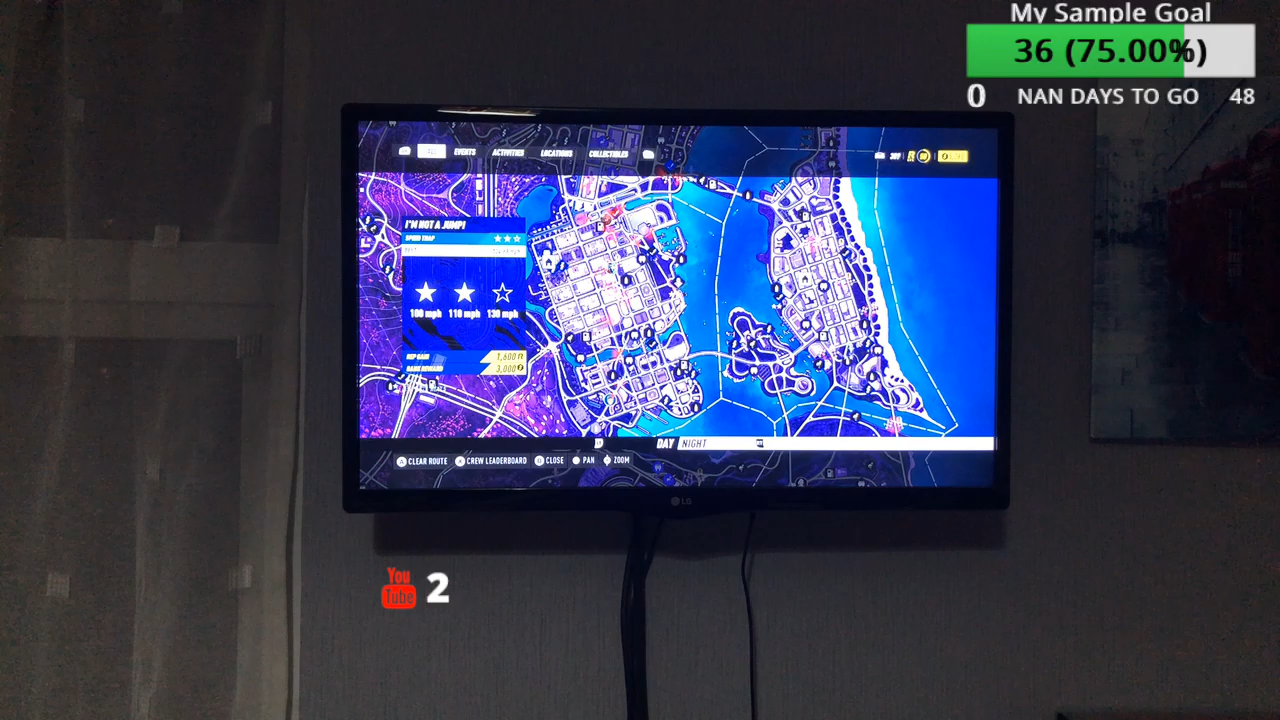 My Sample Goal
36 (75.00%)
0 NAN DAYS TO GO 48
EVENTS ACTIVITIES LOCATIONS COLLECTIBLES
I'M NOT A JUMP!
SPEED TRAP
100 mph 110 mph 130 mph
REP GAIN 1,600
BANK REWARD 3,000
DAY NIGHT
CLEAR ROUTE CREW LEADERBOARD CLOSE PAN ZOOM
LG
You
Tube 2